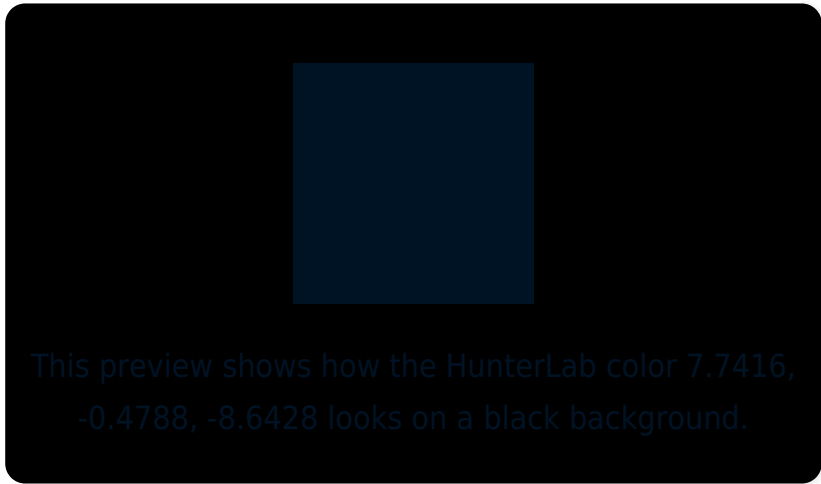 This preview shows how the HunterLab color 7.7416,
-0.4788, -8.6428 looks on a black background.